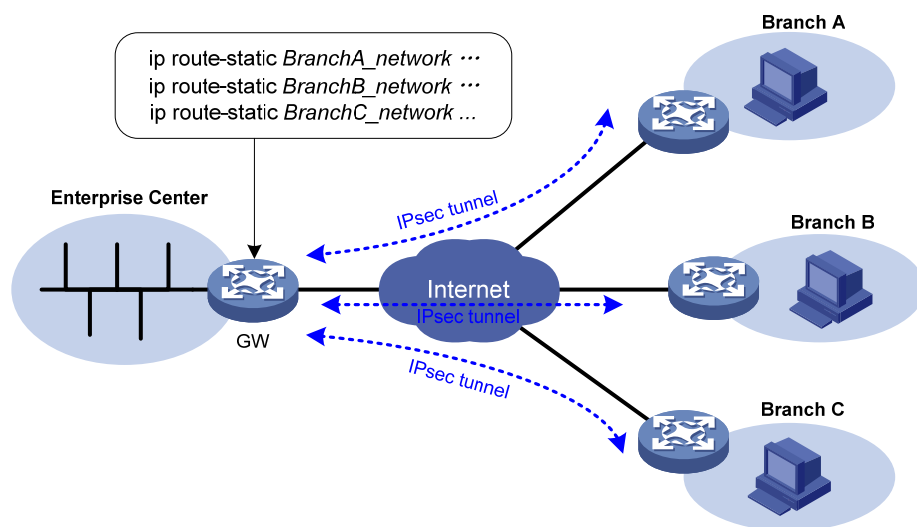 Branch A
ip route-static BranchA_network ···
ip route-static BranchB_network ···
ip route-static BranchC_network ...
Enterprise Center
IPsec tunnel
Branch B
Internet
IPsec tunnel
GW
IPsec tunnel
Branch C